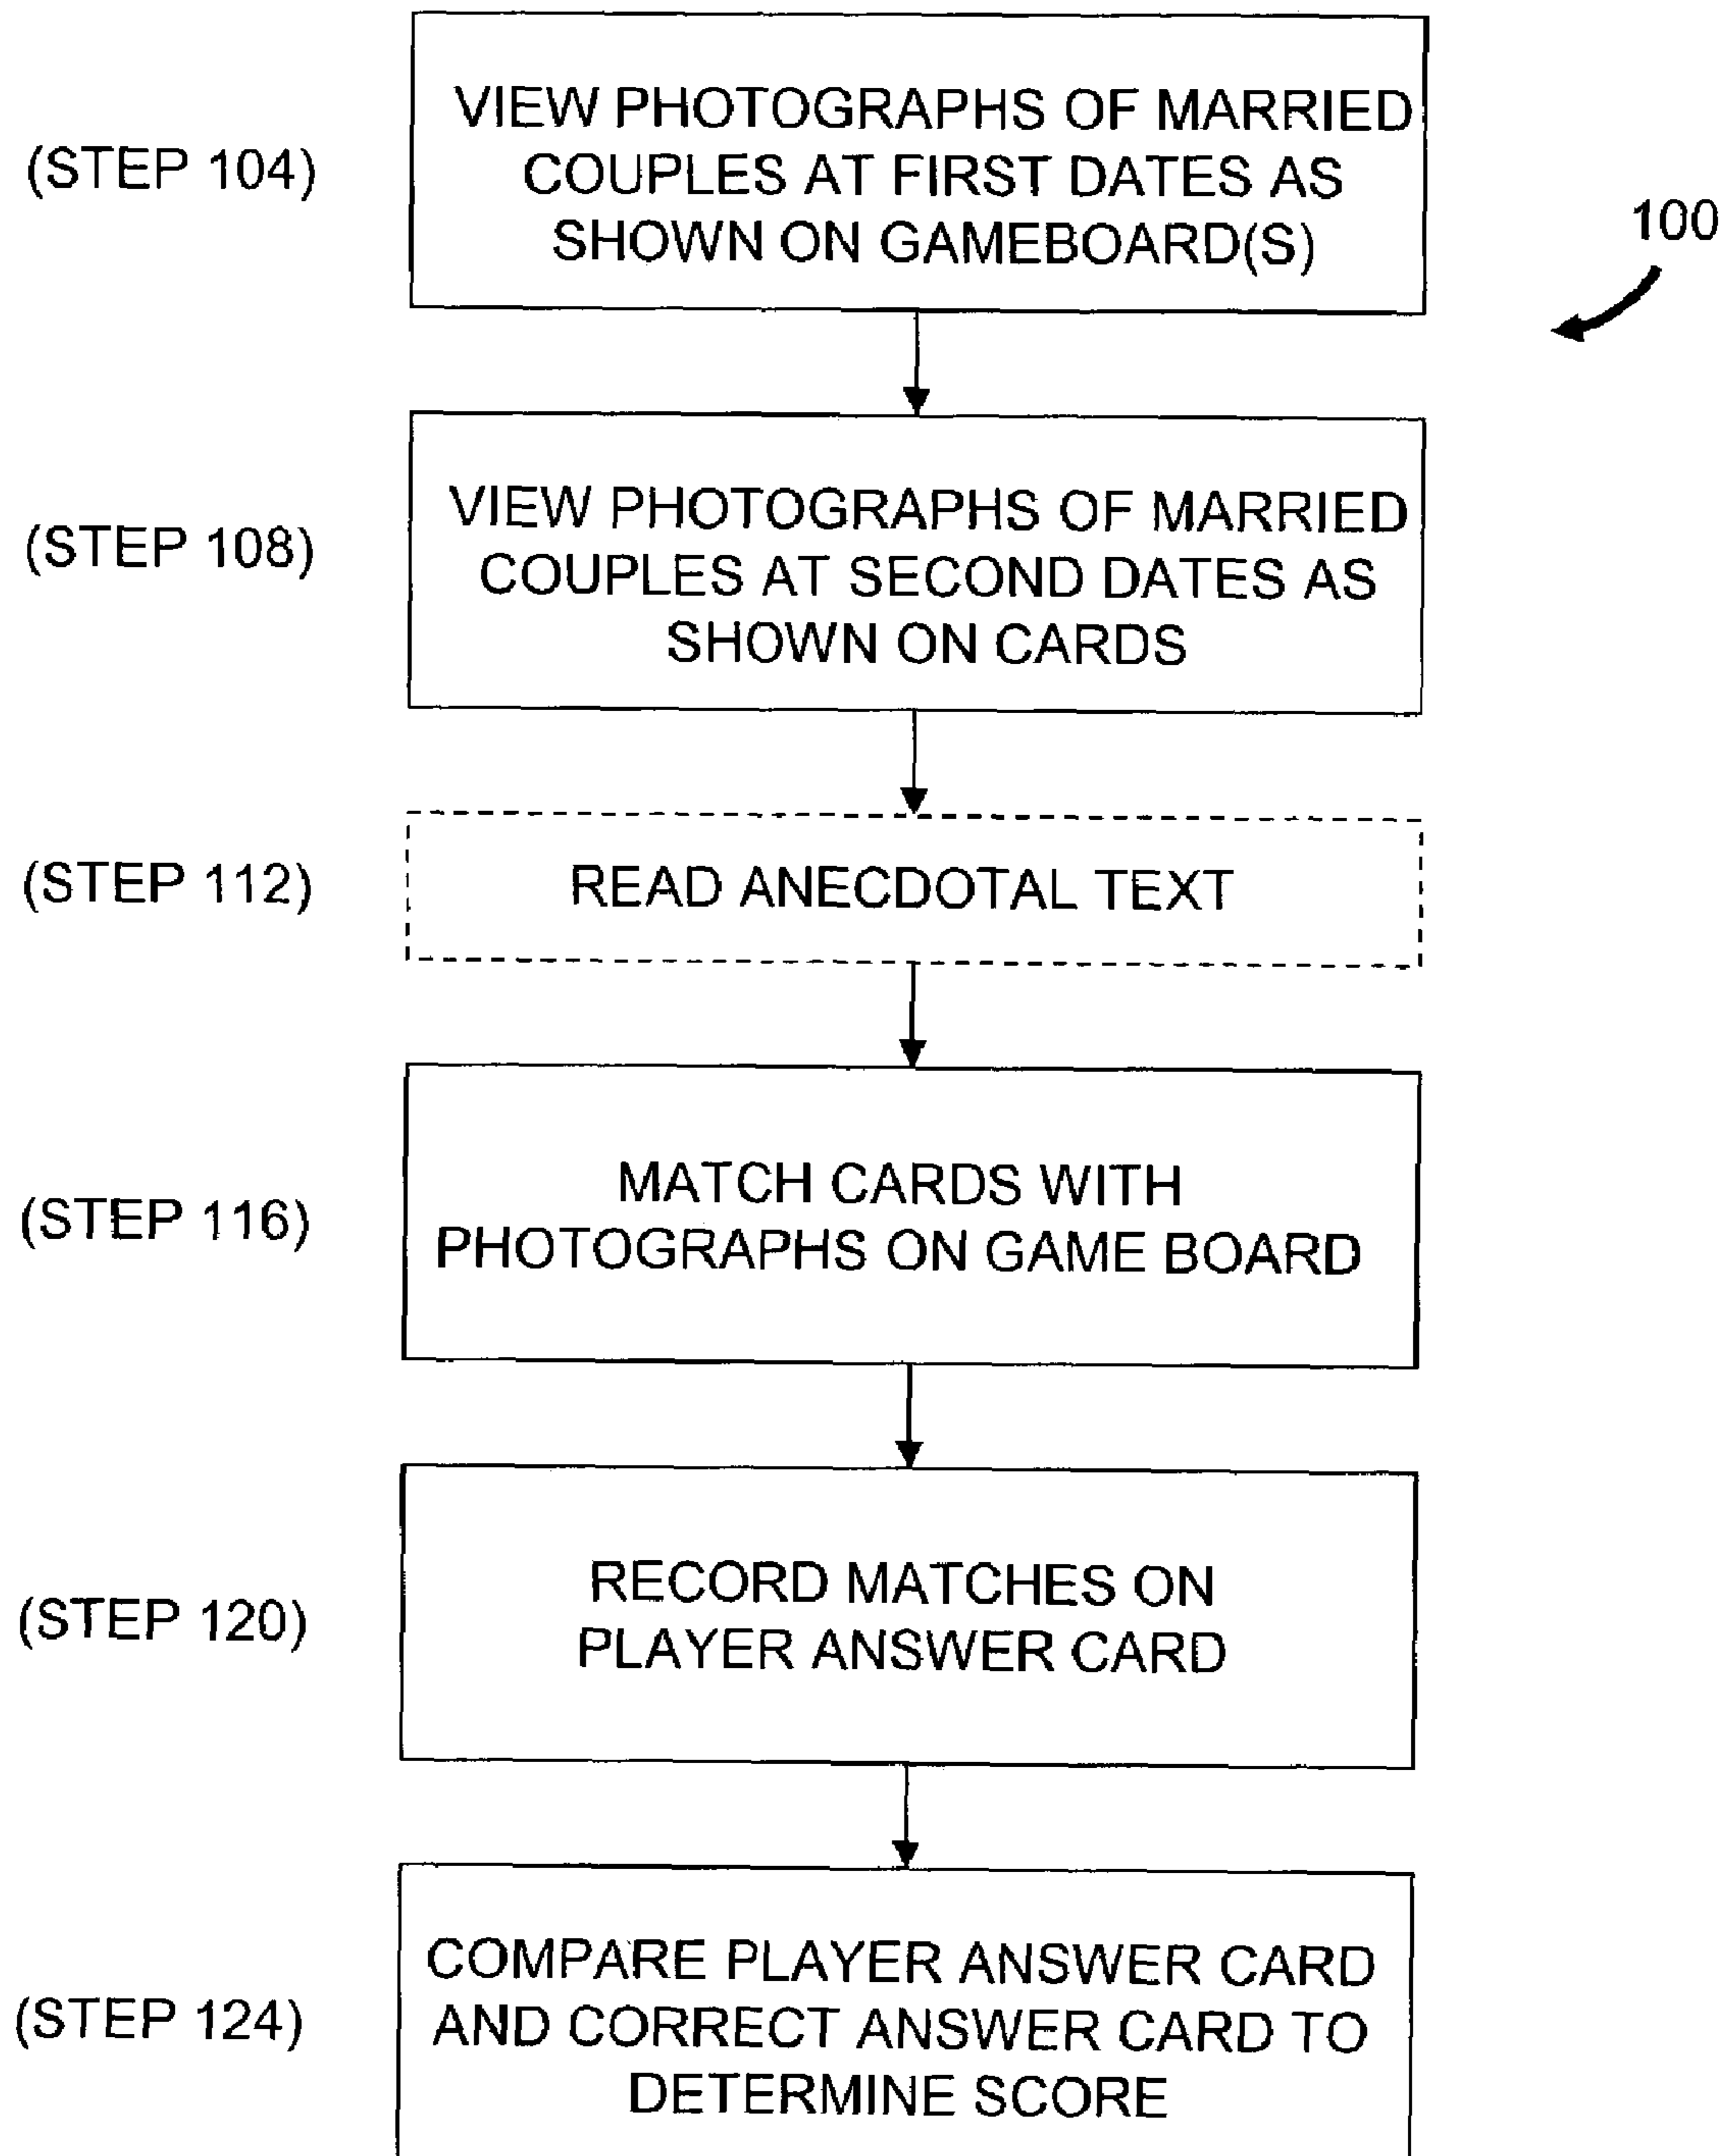 (STEP 104)
VIEW PHOTOGRAPHS OF MARRIED
COUPLES AT FIRST DATES AS
SHOWN ON GAMEBOARD(S)
100
(STEP 108)
VIEW PHOTOGRAPHS OF MARRIED
COUPLES AT SECOND DATES AS
SHOWN ON CARDS
(STEP 112)
READ ANECDOTAL TEXT
(STEP 116)
MATCH CARDS WITH
PHOTOGRAPHS ON GAME BOARD
(STEP 120)
RECORD MATCHES ON
PLAYER ANSWER CARD
(STEP 124)
COMPARE PLAYER ANSWER CARD
AND CORRECT ANSWER CARD TO
DETERMINE SCORE